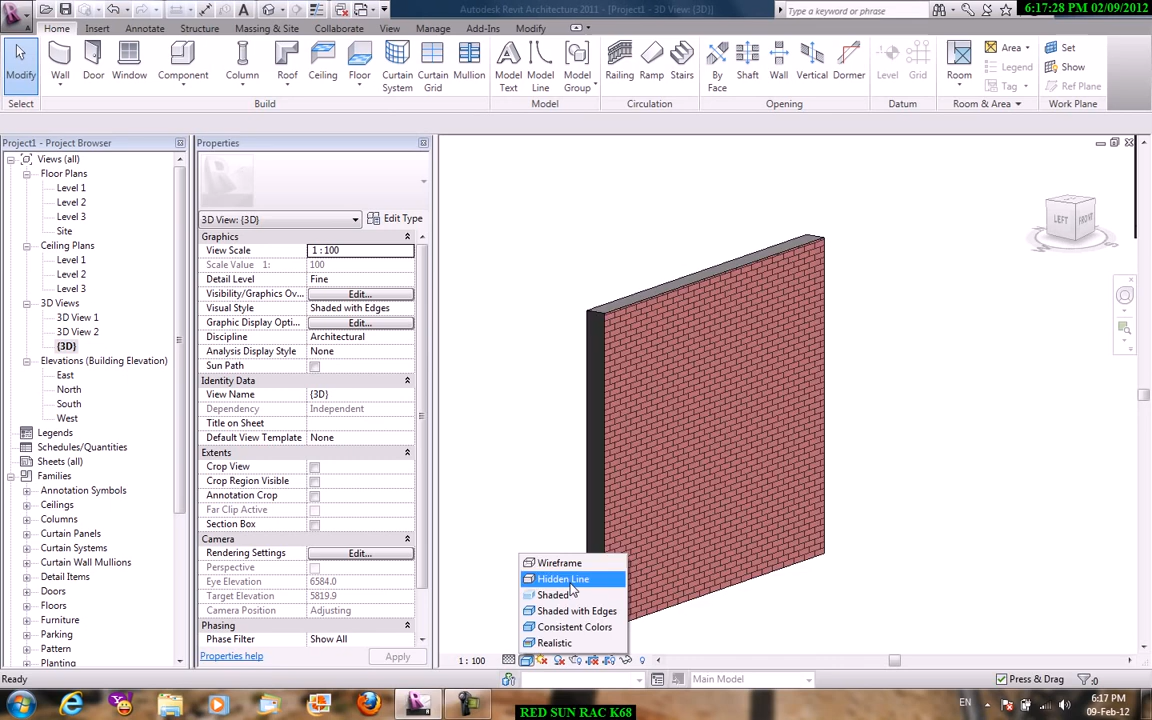 Autodesk Revit Architecture 2011 - [Project1 - 3D View: {3D}]
Type a keyword or phrase
6:17:28 PM 02/09/2012
Home Insert Annotate Structure Massing & Site Collaborate View Manage Add-Ins Modify
Modify Wall Door Window Component Column Roof Ceiling Floor Curtain System Curtain Grid Mullion Model Text Model Line Model Group Railing Ramp Stairs By Face Shaft Wall Vertical Dormer Level Grid Room Area Legend Tag Set Show Ref Plane
Select Build Model Circulation Opening Datum Room & Area Work Plane
Project1 - Project Browser
Views (all)
Floor Plans
Level 1
Level 2
Level 3
Site
Ceiling Plans
Level 1
Level 2
Level 3
3D Views
3D View 1
3D View 2
{3D}
Elevations (Building Elevation)
East
North
South
West
Legends
Schedules/Quantities
Sheets (all)
Families
Annotation Symbols
Ceilings
Columns
Curtain Panels
Curtain Systems
Curtain Wall Mullions
Detail Items
Doors
Floors
Furniture
Parking
Pattern
Planting
Properties
3D View: {3D} Edit Type
Graphics
View Scale 1 : 100
Scale Value 1: 100
Detail Level Fine
Visibility/Graphics Ov... Edit...
Visual Style Shaded with Edges
Graphic Display Opti... Edit...
Discipline Architectural
Analysis Display Style None
Sun Path
Identity Data
View Name {3D}
Dependency Independent
Title on Sheet
Default View Template None
Extents
Crop View
Crop Region Visible
Annotation Crop
Far Clip Active
Section Box
Camera
Rendering Settings Edit...
Perspective
Eye Elevation 6584.0
Target Elevation 5819.9
Camera Position Adjusting
Phasing
Phase Filter Show All
Properties help Apply
LEFT FRONT
Wireframe
Hidden Line
Shaded
Shaded with Edges
Consistent Colors
Realistic
1 : 100
Ready
Main Model
Press & Drag
:0
EN
6:17 PM
09-Feb-12
RED SUN RAC K68